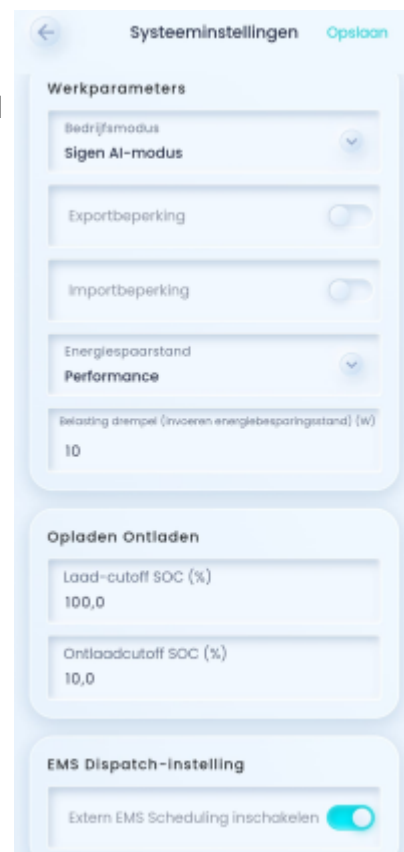 Systeeminstellingen Opslaan
Werkparameters
Bedrijfsmodus
Sigen AI-modus
Exportbeperking
Importbeperking
Energiespaarstand
Performance
Belasting drempel (invoeren energiebesparingsstand) (W)
10
Opladen Ontladen
Laad-cutoff SOC (%)
100,0
Ontlaadcutoff SOC (%)
10,0
EMS Dispatch-instelling
Extern EMS Scheduling inschakelen